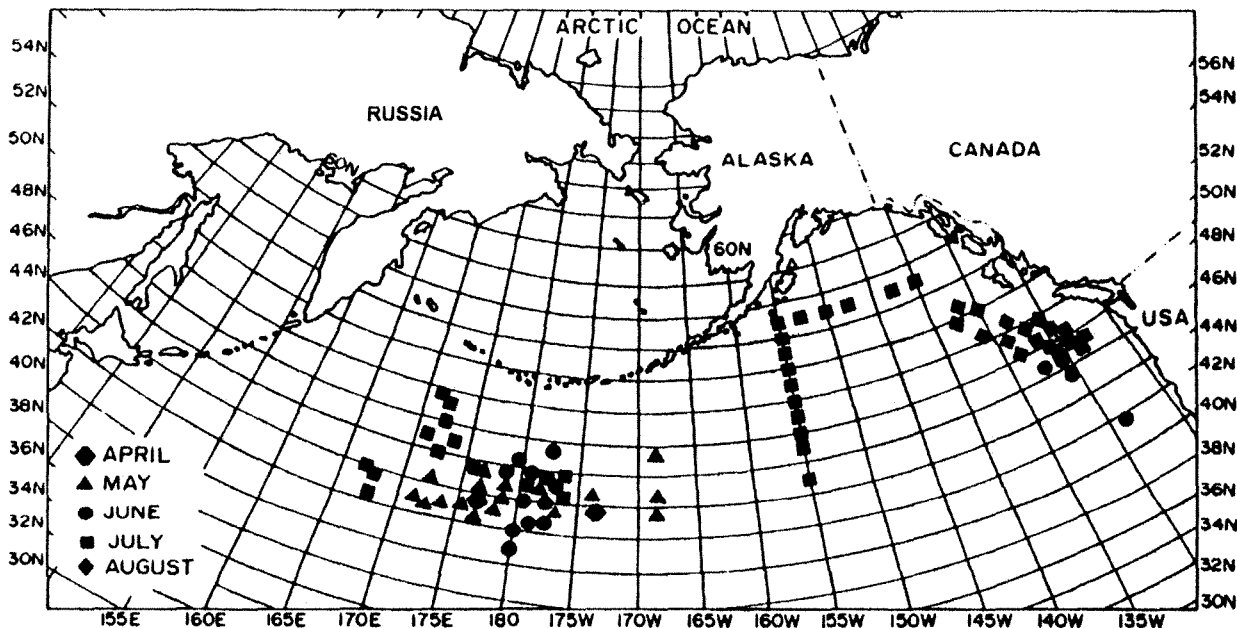 ARCTIC OCEAN
RUSSIA
ALASKA
CANADA
USA
60N
60N
54N
52N
50N
48N
46N
44N
42N
40N
38N
36N
34N
32N
30N
56N
54N
52N
50N
48N
46N
44N
42N
40N
38N
36N
34N
32N
30N
APRIL
MAY
JUNE
JULY
AUGUST
155E 160E 165E 170E 175E 180 175W 170W 165W 160W 155W 150W 145W 140W 135W